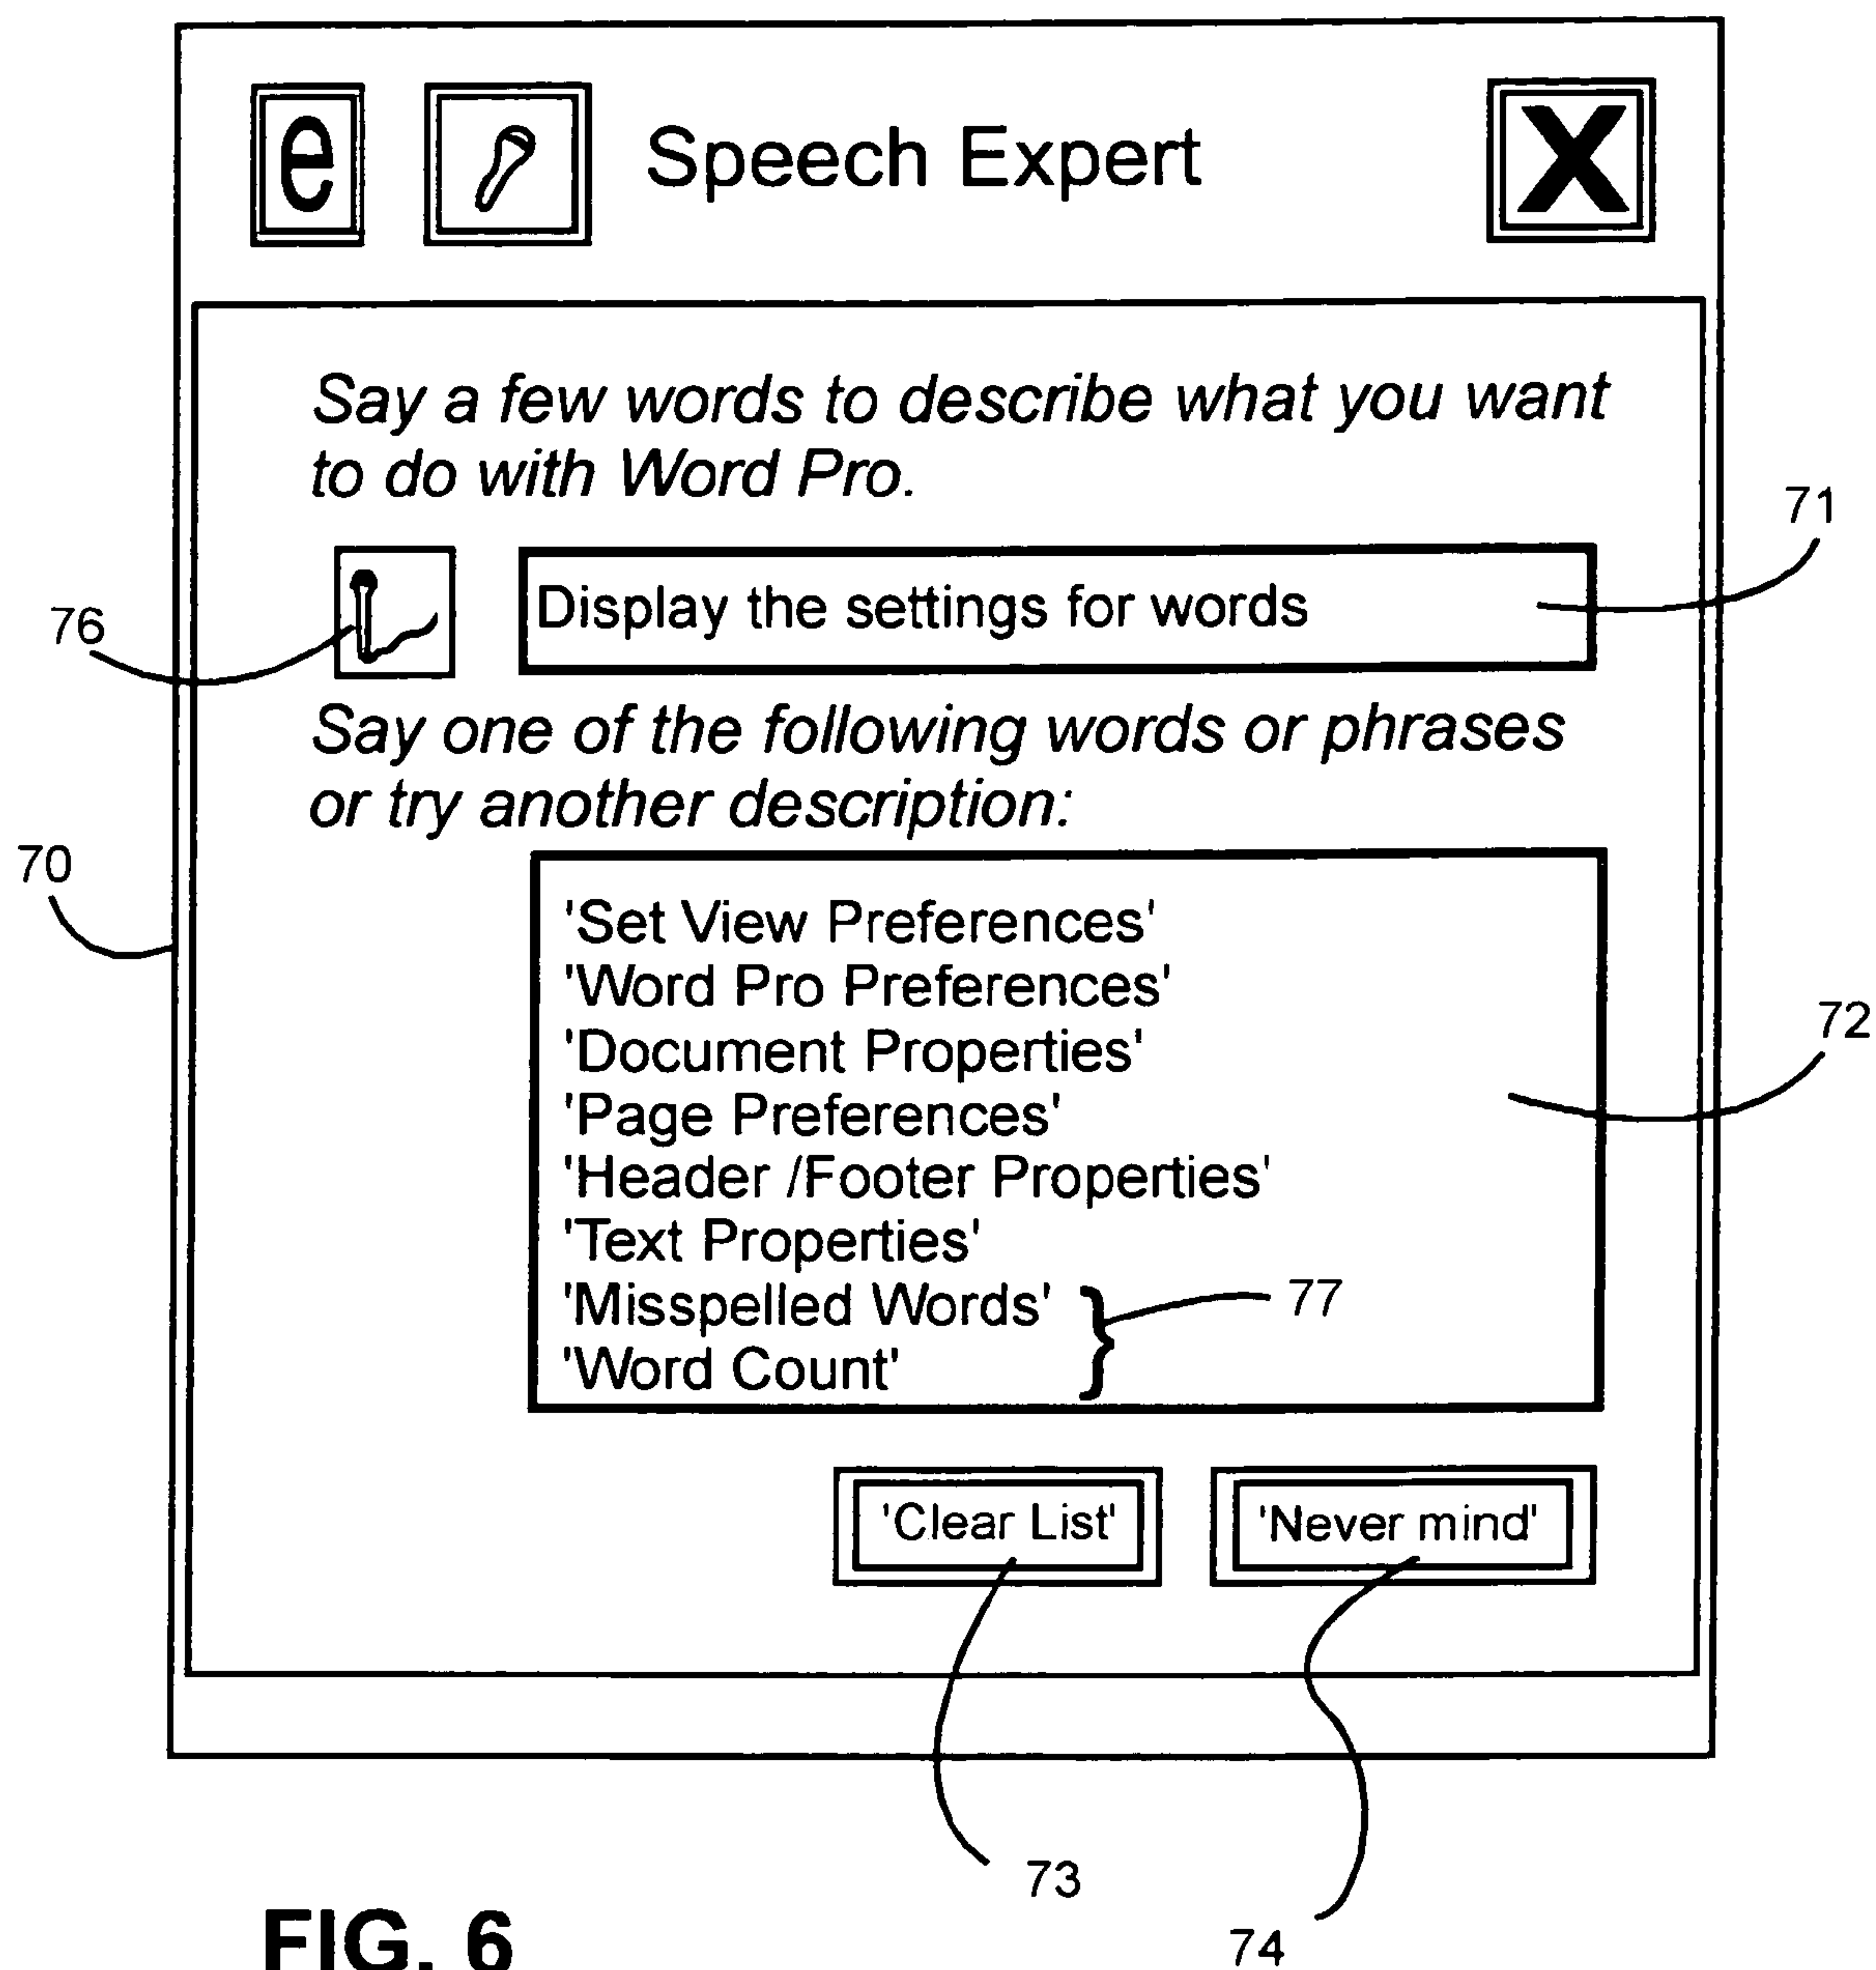 e Speech Expert X
Say a few words to describe what you want
to do with Word Pro.
71
Display the settings for words
76
Say one of the following words or phrases
or try another description:
70
'Set View Preferences'
'Word Pro Preferences'
72
'Document Properties'
'Page Preferences'
'Header /Footer Properties'
'Text Properties'
'Misspelled Words'
77
'Word Count'
'Clear List' 'Never mind'
73
74
FIG. 6